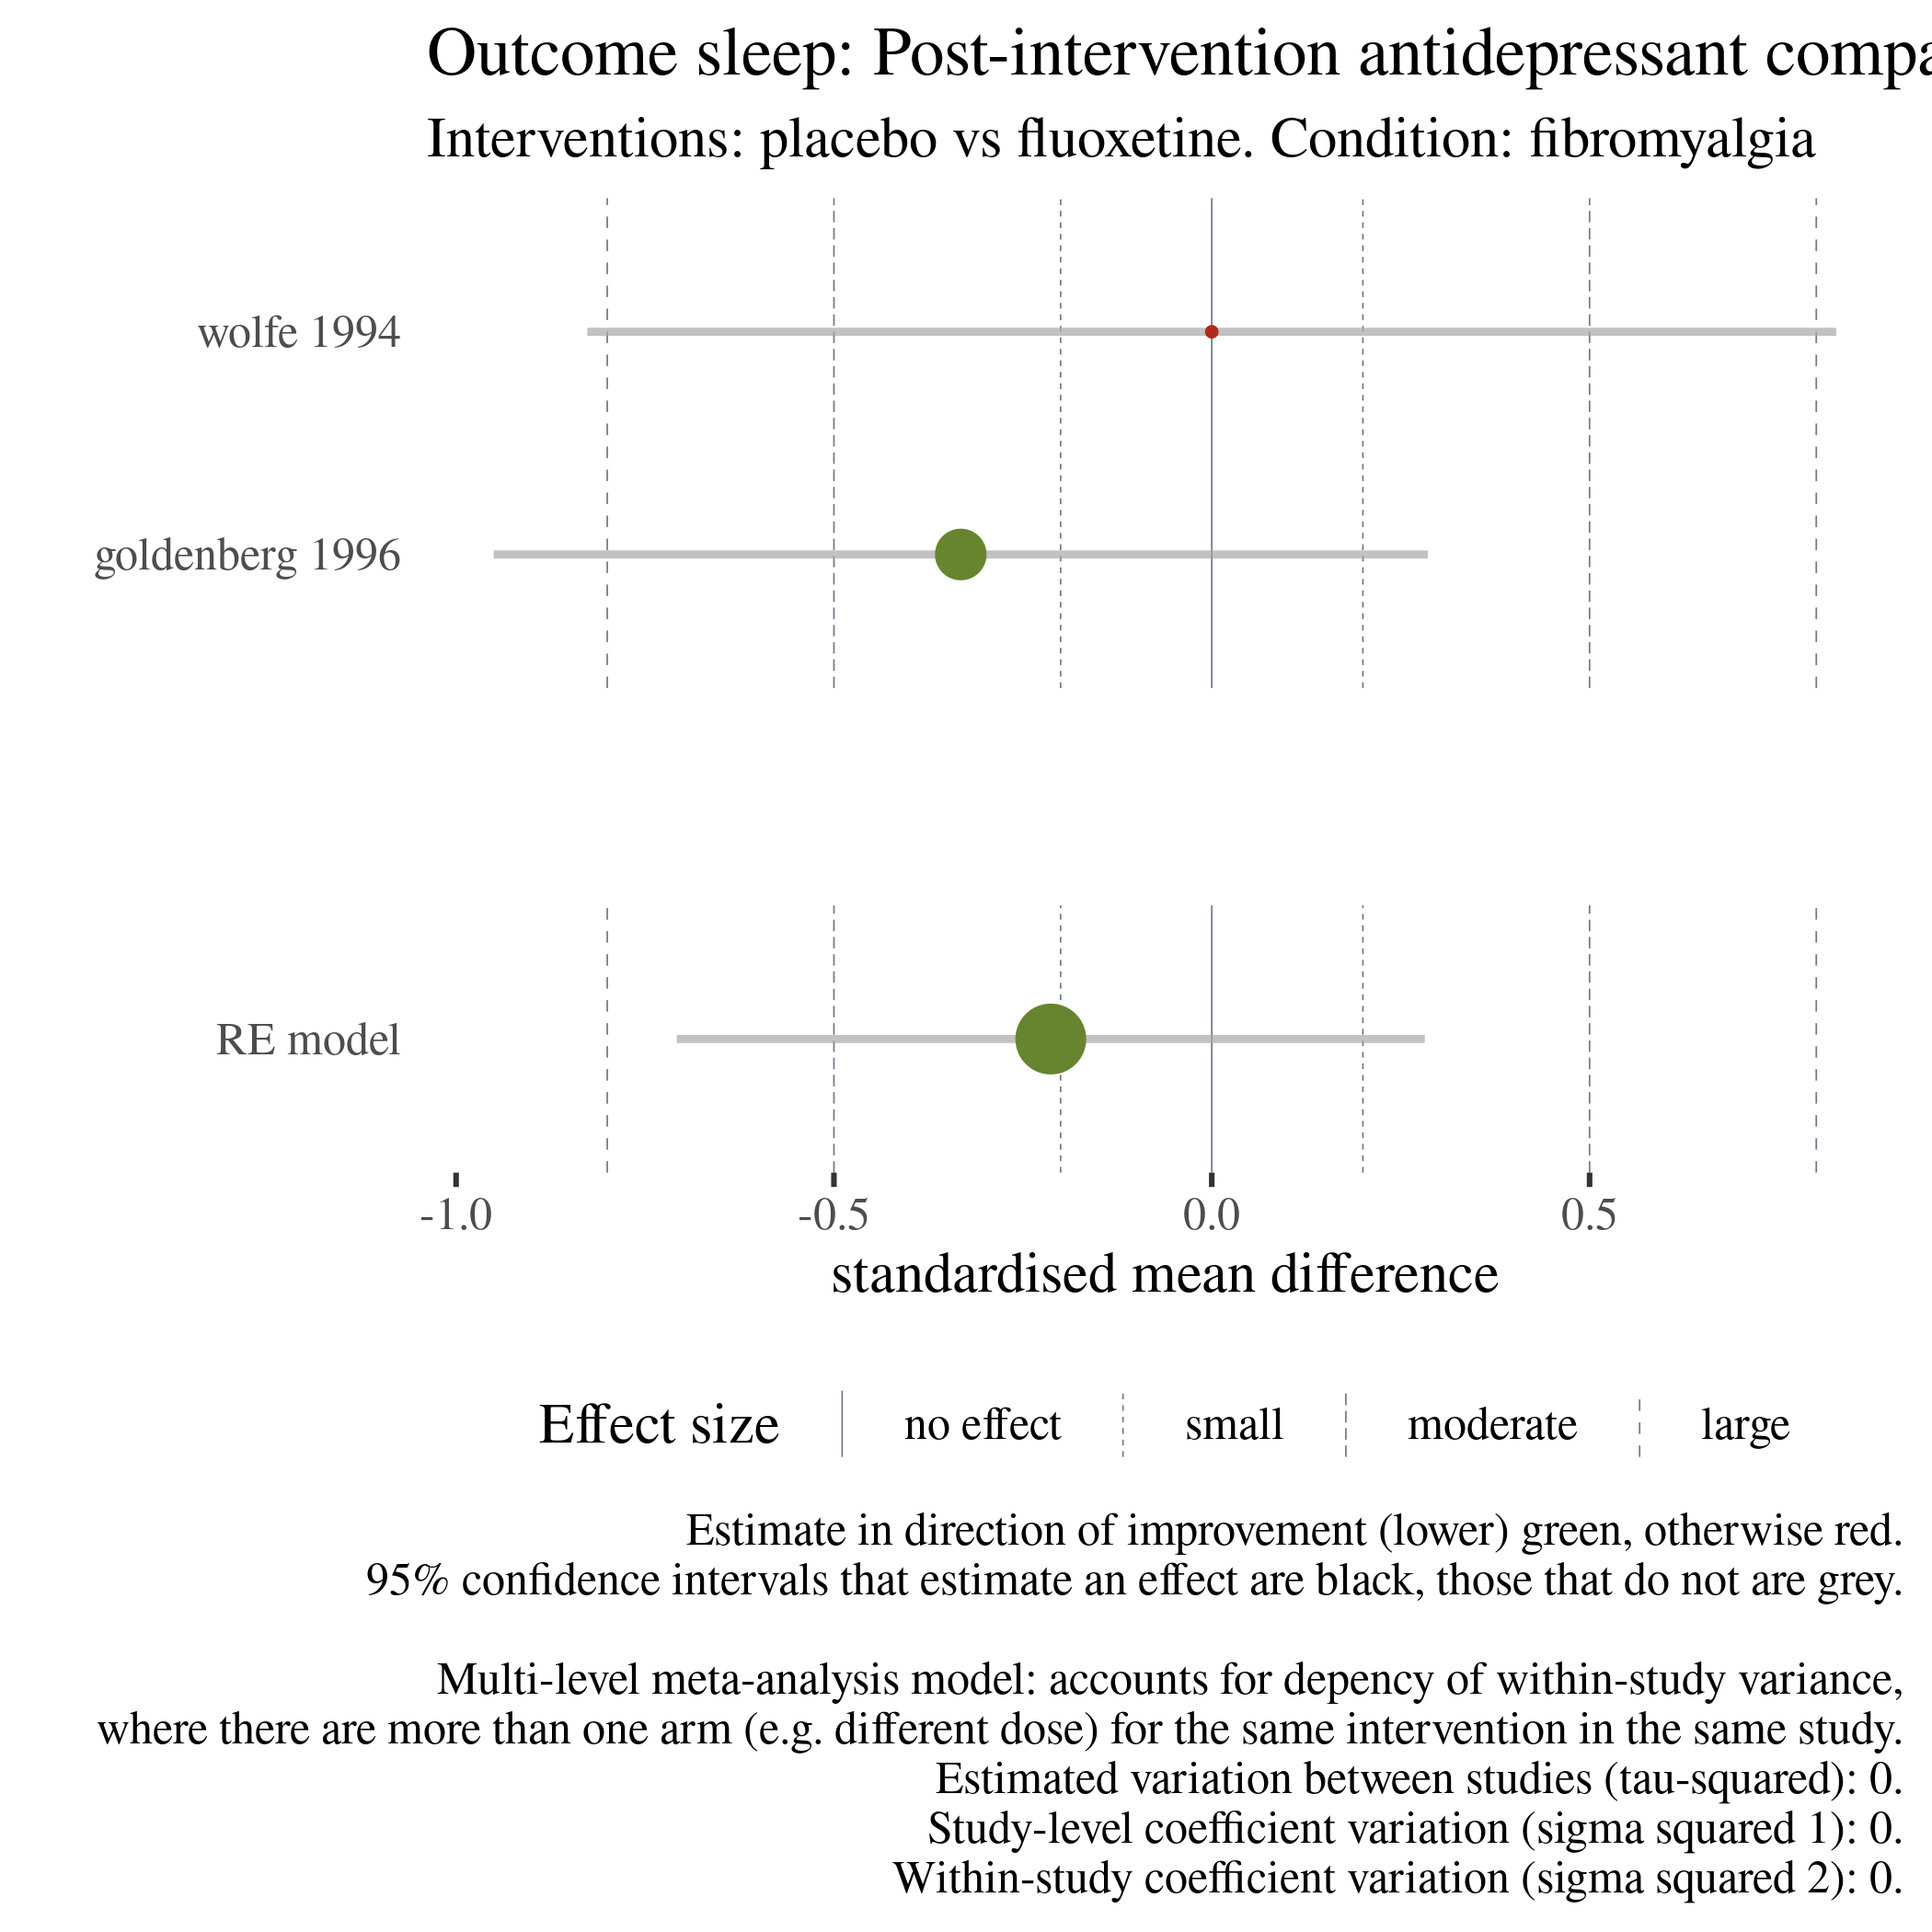 Outcome sleep: Post-intervention antidepressant compa
Interventions: placebo vs fluoxetine. Condition: fibromyalgia
wolfe 1994
goldenberg 1996
RE model
-1.0 -0.5 0.0 0.5
standardised mean difference
Effect size no effect small moderate large
Estimate in direction of improvement (lower) green, otherwise red.
95% confidence intervals that estimate an effect are black, those that do not are grey.
Multi-level meta-analysis model: accounts for depency of within-study variance,
where there are more than one arm (e.g. different dose) for the same intervention in the same study.
Estimated variation between studies (tau-squared): 0.
Study-level coefficient variation (sigma squared 1): 0.
Within-study coefficient variation (sigma squared 2): 0.